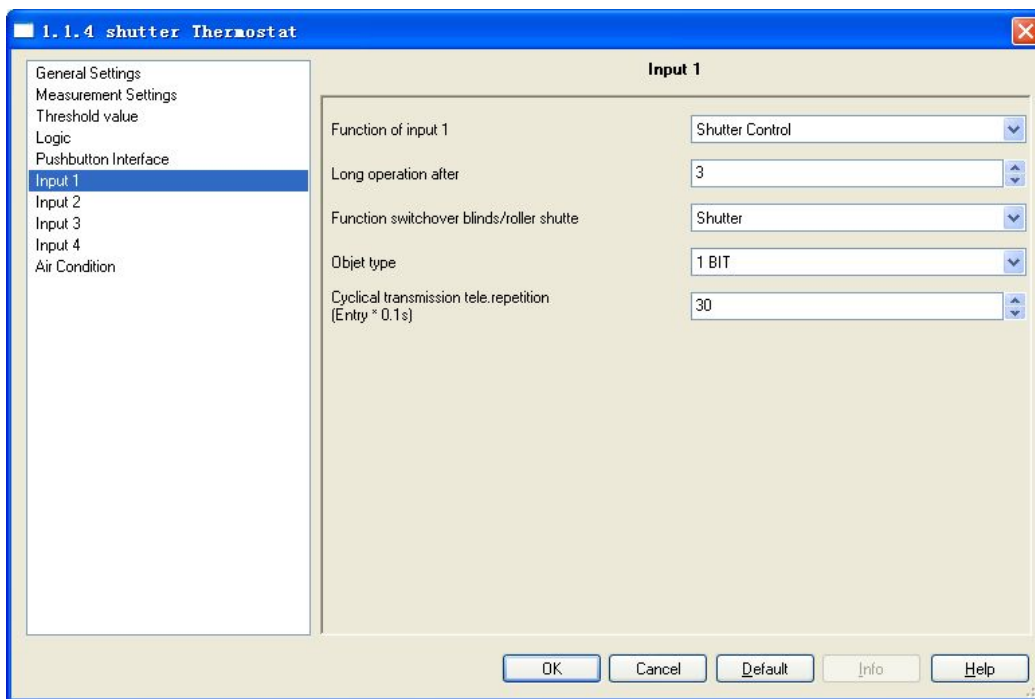 1.1.4 shutter Thermostat
General Settings
Measurement Settings
Threshold value
Logic
Pushbutton Interface
Input 1
Input 2
Input 3
Input 4
Air Condition
Input 1
Function of input 1
Shutter Control
Long operation after
3
Function switchover blinds/roller shutte
Shutter
Objet type
1 BIT
Cyclical transmission tele.repetition
(Entry * 0.1s)
30
OK
Cancel
Default
Info
Help